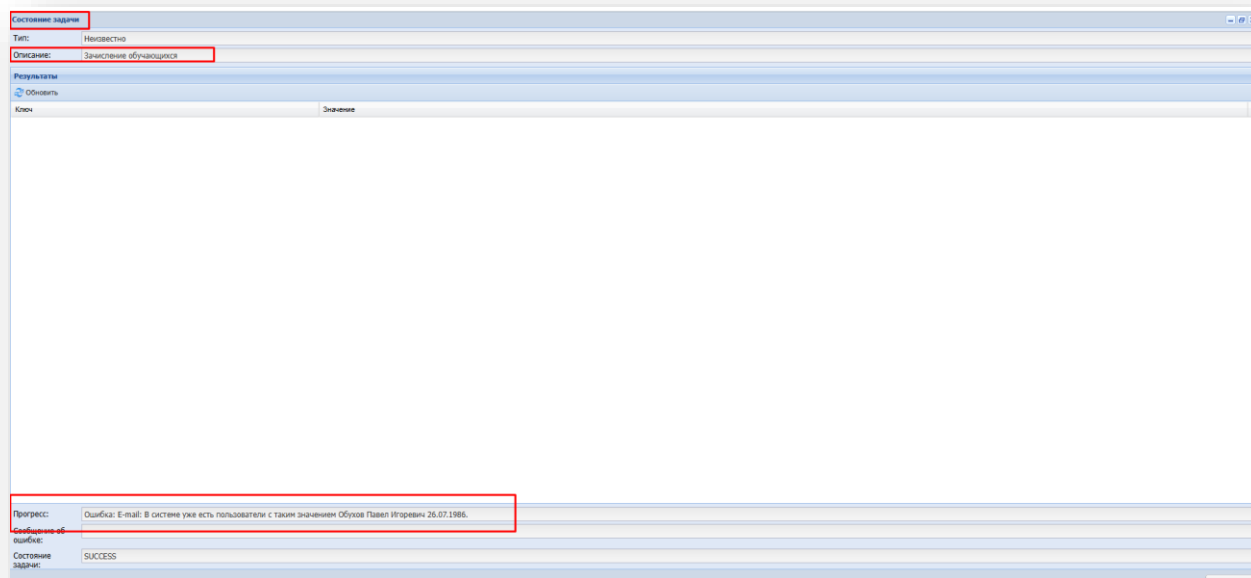 Состояние задачи
Тип: Неизвестно
Описание: Зачисление обучающихся
Результаты
Обновить
Ключ Значение
Прогресс: Ошибка: E-mail: В системе уже есть пользователи с таким значением Обухов Павел Игоревич 26.07.1986.
Сообщение об
ошибке:
Состояние SUCCESS
задачи: